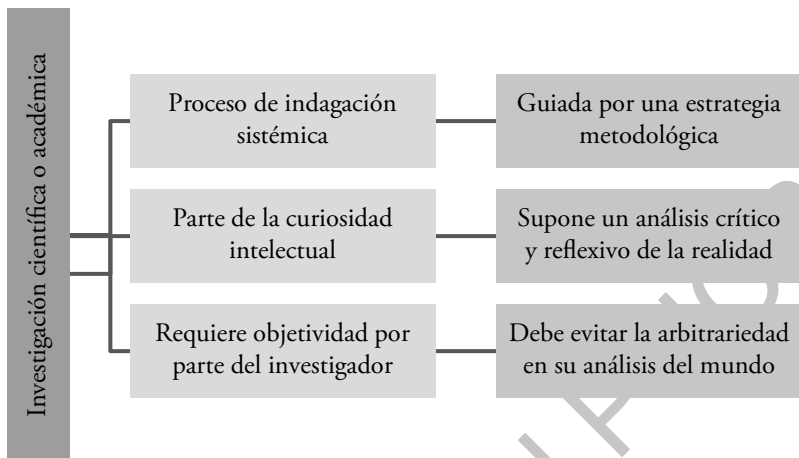 Investigación científica o académica
Proceso de indagación
sistémica
Guiada por una estrategia
metodológica
Parte de la curiosidad
intelectual
Supone un análisis crítico
y reflexivo de la realidad
Requiere objetividad por
parte del investigador
Debe evitar la arbitrariedad
en su análisis del mundo